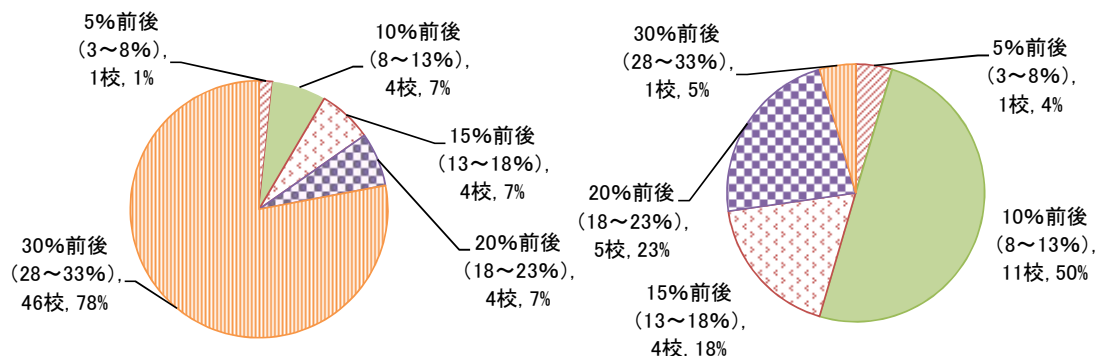 5%前後
(3～8%),
1校, 1%
10%前後
(8～13%),
4校, 7%
15%前後
(13～18%),
4校, 7%
20%前後
(18～23%),
4校, 7%
30%前後
(28～33%),
46校, 78%
30%前後
(28～33%),
1校, 5%
5%前後
(3～8%),
1校, 4%
10%前後
(8～13%),
11校, 50%
15%前後
(13～18%),
4校, 18%
20%前後
(18～23%),
5校, 23%